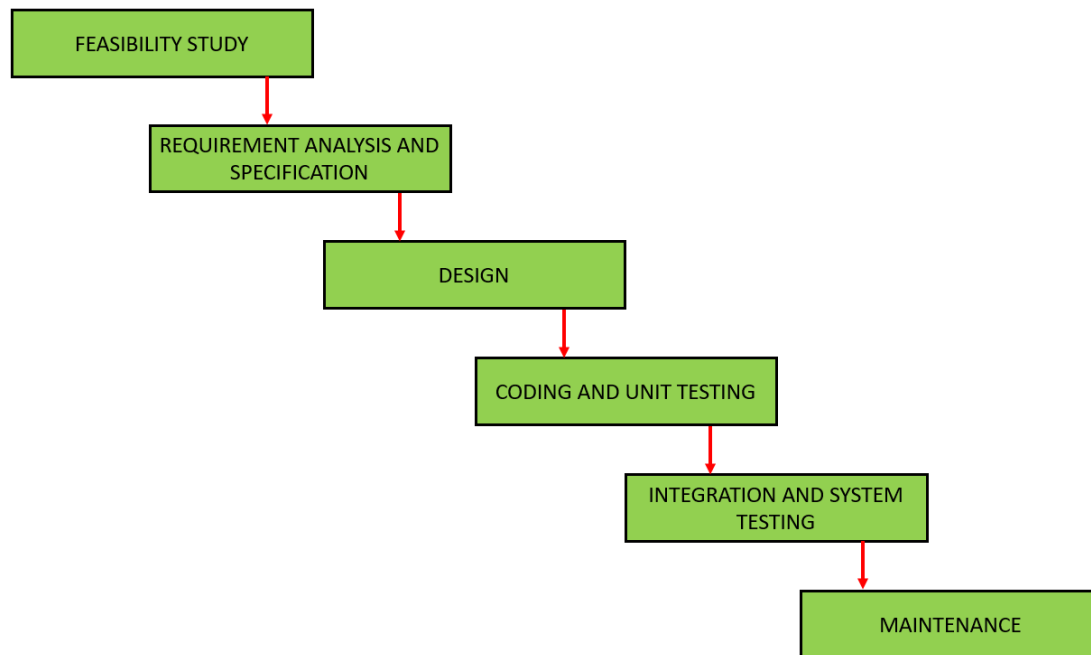 FEASIBILITY STUDY
REQUIREMENT ANALYSIS AND
SPECIFICATION
DESIGN
CODING AND UNIT TESTING
INTEGRATION AND SYSTEM
TESTING
MAINTENANCE